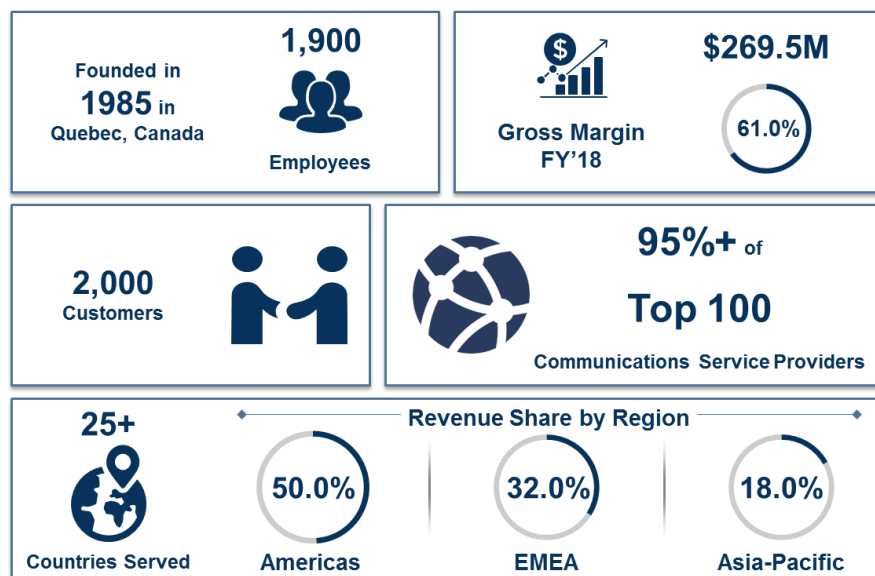 Founded in
1985 in
Quebec, Canada
1,900
Employees
$
Gross Margin
FY'18
$269.5M
61.0%
2,000
Customers
95%+ of
Top 100
Communications Service Providers
25+
Countries Served
Revenue Share by Region
50.0%
Americas
32.0%
EMEA
18.0%
Asia-Pacific